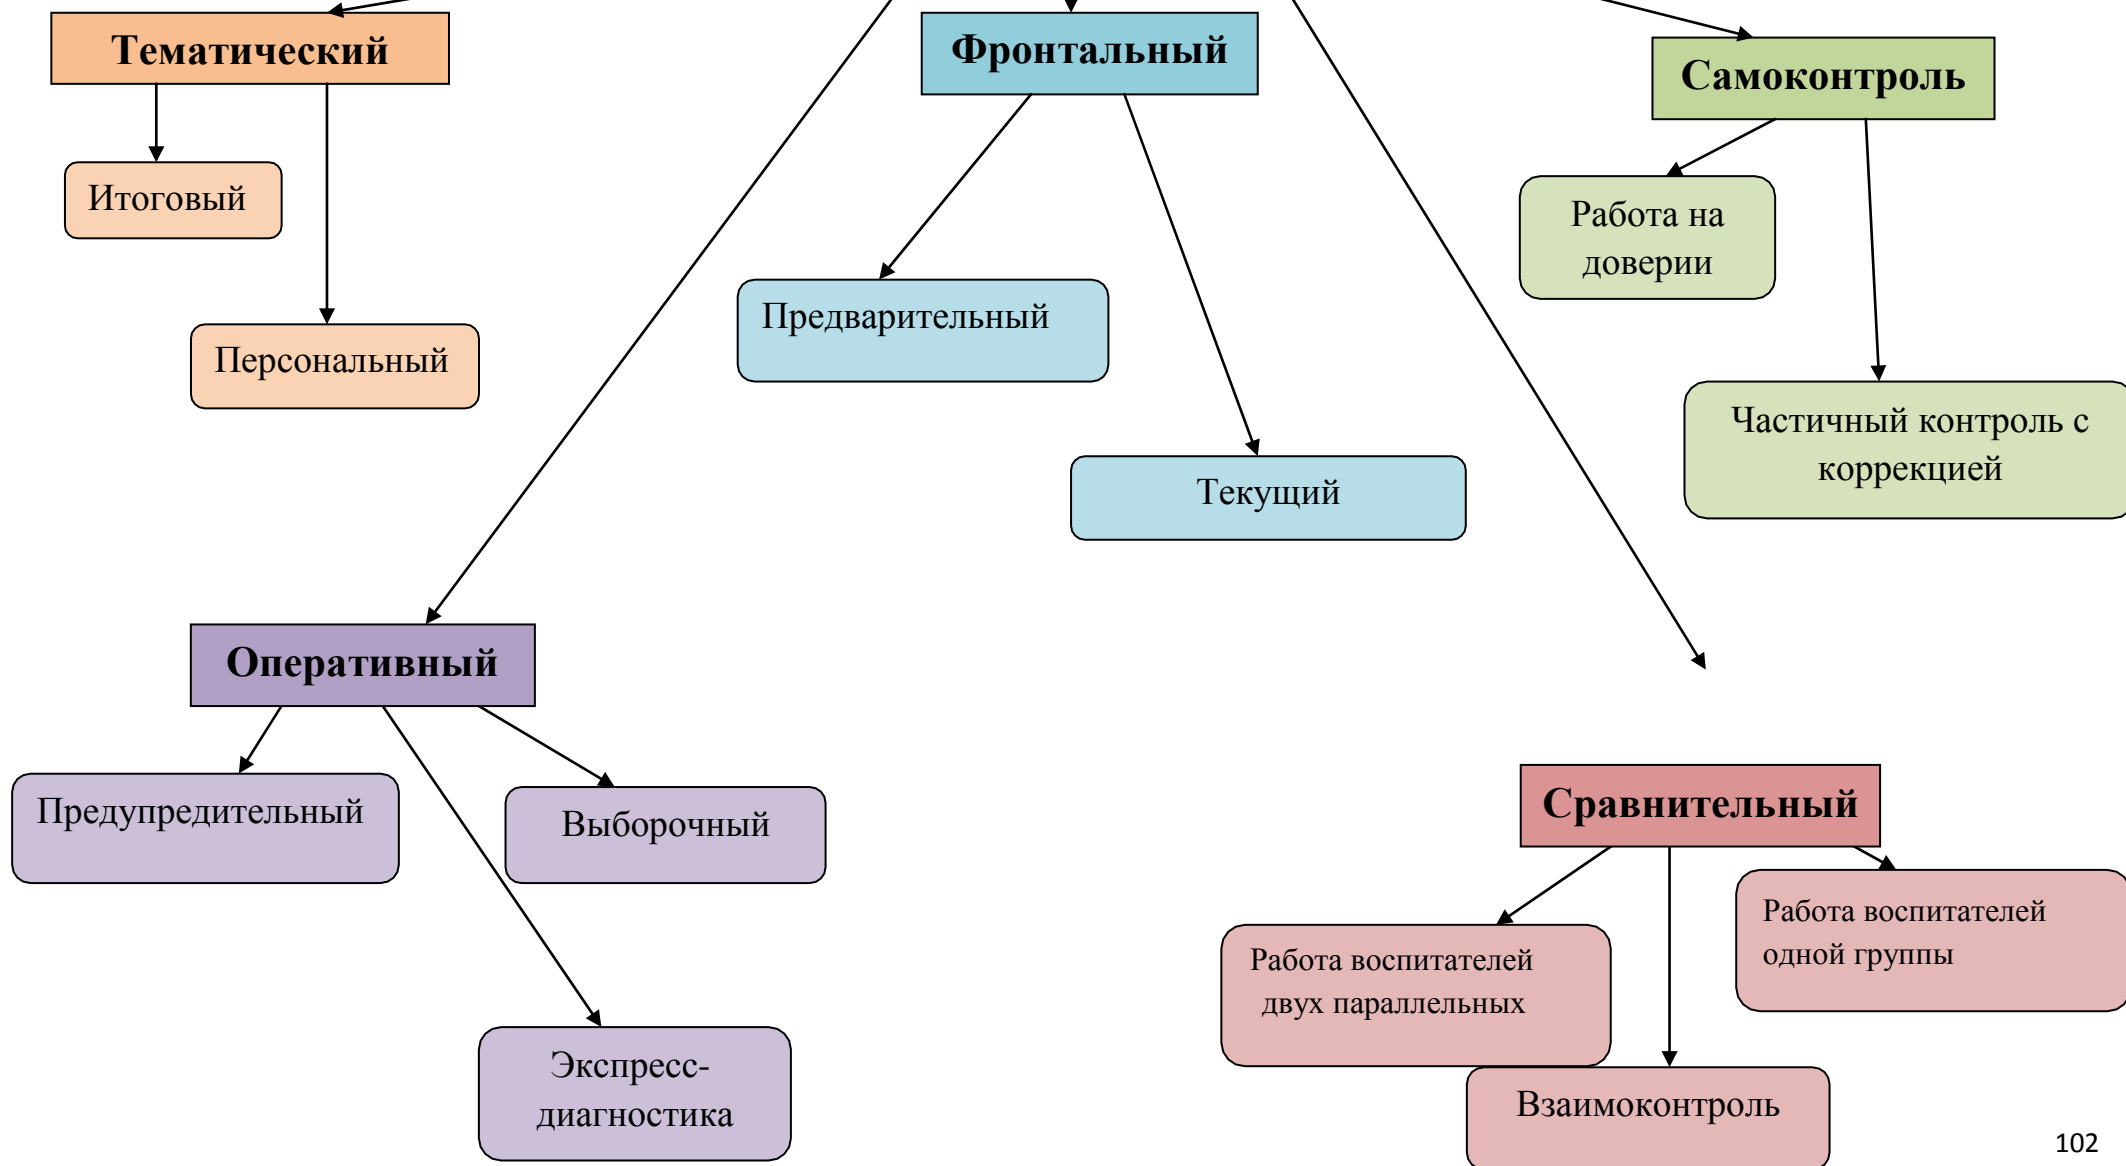 Тематический
Фронтальный
Самоконтроль
Итоговый
Работа на
доверии
Предварительный
Персональный
Частичный контроль с
коррекцией
Текущий
Оперативный
Предупредительный
Выборочный
Сравнительный
Работа воспитателей
одной группы
Работа воспитателей
двух параллельных
Экспресс-
диагностика
Взаимоконтроль
102